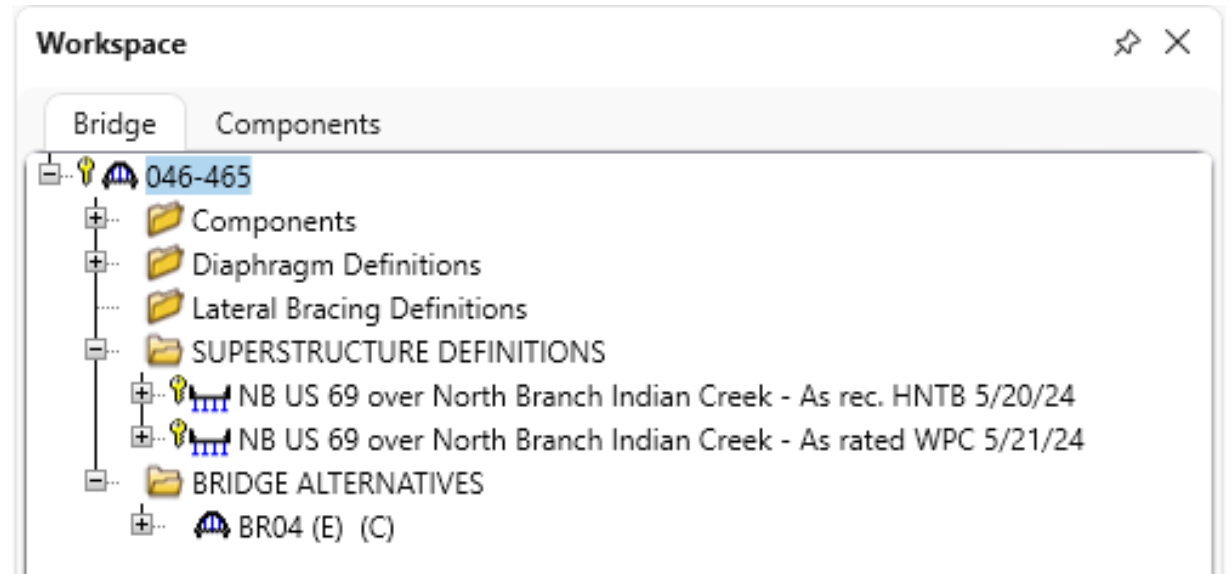 Workspace
Bridge Components
046-465
Components
Diaphragm Definitions
Lateral Bracing Definitions
SUPERSTRUCTURE DEFINITIONS
NB US 69 over North Branch Indian Creek - As rec. HNTB 5/20/24
NB US 69 over North Branch Indian Creek - As rated WPC 5/21/24
BRIDGE ALTERNATIVES
BR04 (E) (C)